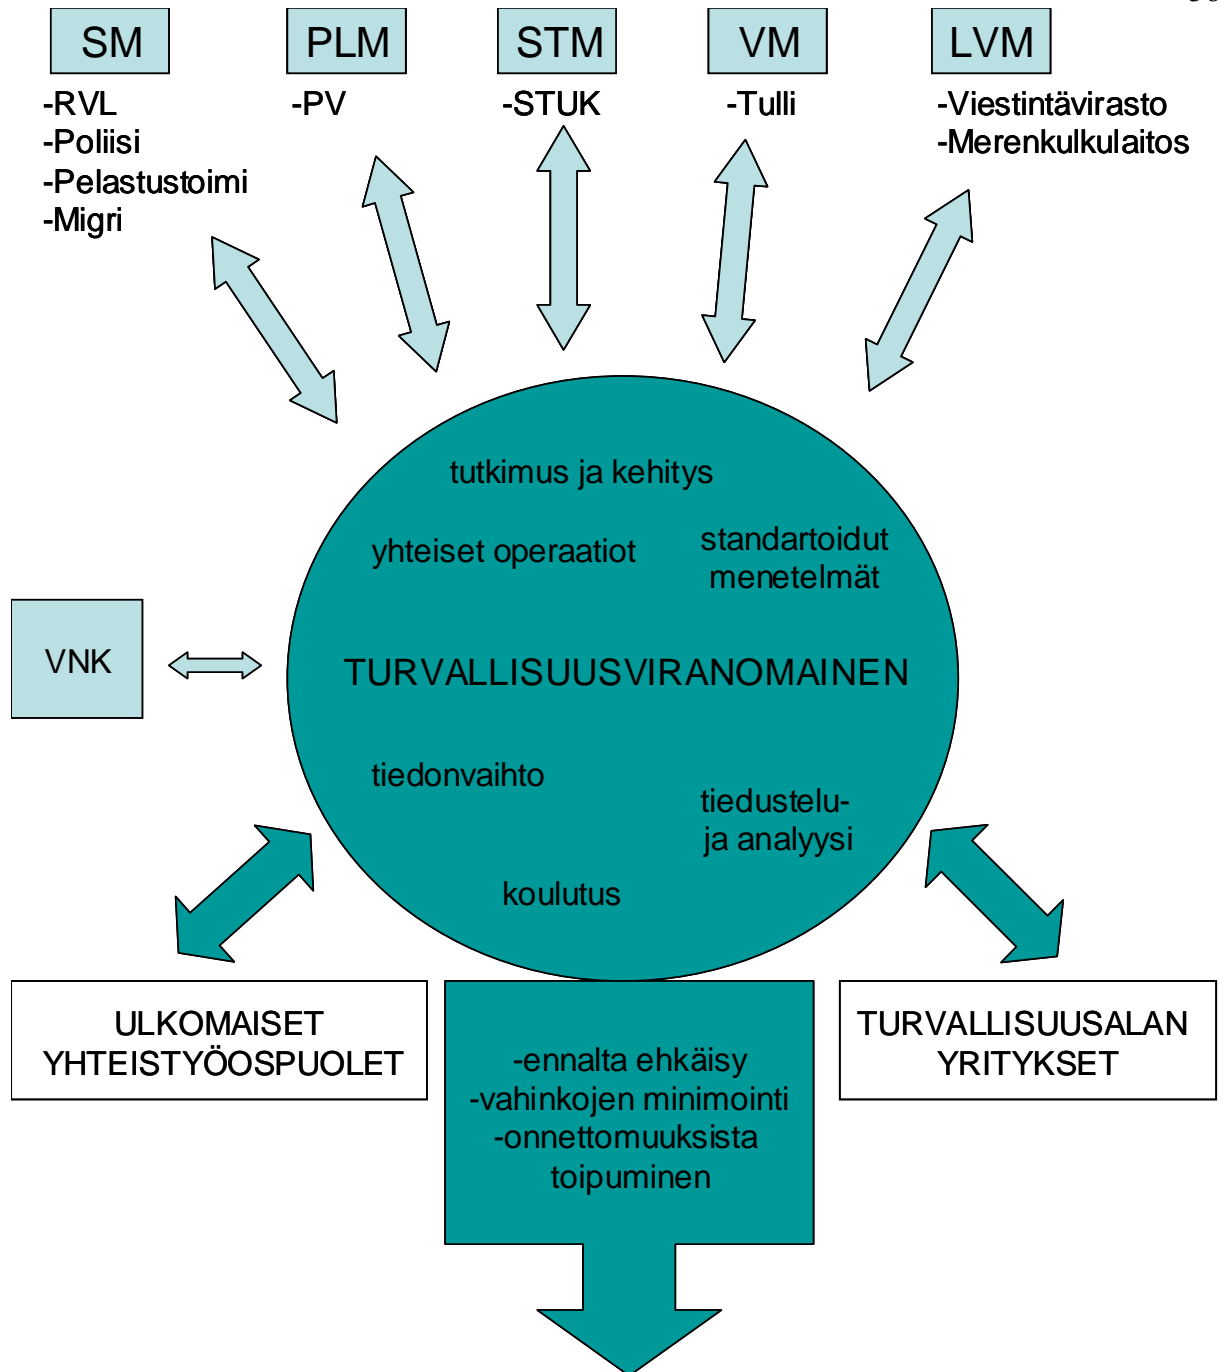 SM
PLM
STM
VM
LVM
-RVL
-Poliisi
-Pelastustoimi
-Migri
-PV
-STUK
-Tulli
-Viestintävirasto
-Merenkulkulaitos
tutkimus ja kehitys
yhteiset operaatiot
standartoidut
menetelmät
VNK
TURVALLISUUSVIRANOMAINEN
tiedonvaihto
tiedustelu-
ja analyysi
koulutus
ULKOMAISET
YHTEISTYÖOSPUOLET
-ennalta ehkäisy
-vahinkojen minimointi
-onnettomuuksista
toipuminen
TURVALLISUUSALAN
YRITYKSET